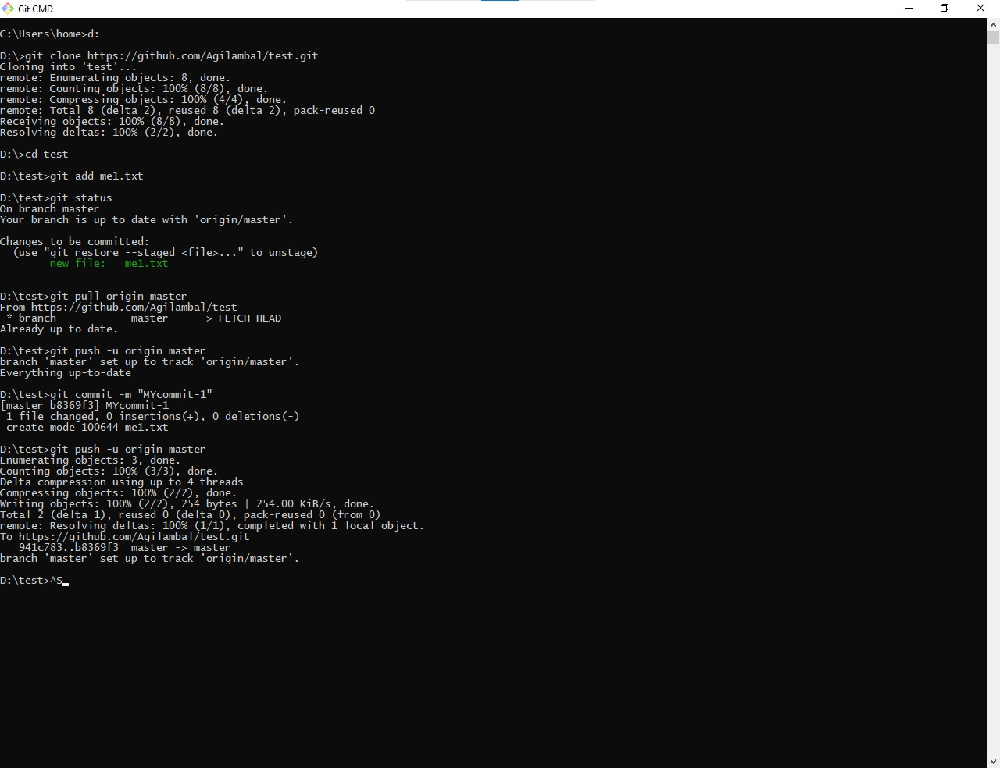 Git CMD
C:\Users\home>d:
D:\>git clone https://github.com/Agilambal/test.git
Cloning into 'test'...
remote: Enumerating objects: 8, done.
remote: Counting objects: 100% (8/8), done.
remote: Compressing objects: 100% (4/4), done.
remote: Total 8 (delta 2), reused 8 (delta 2), pack-reused 0
Receiving objects: 100% (8/8), done.
Resolving deltas: 100% (2/2), done.
D:\>cd test
D:\test>git add me1.txt
D:\test>git status
On branch master
Your branch is up to date with 'origin/master'.
Changes to be committed:
  (use "git restore --staged <file>..." to unstage)
        new file:   me1.txt
D:\test>git pull origin master
From https://github.com/Agilambal/test
 * branch            master     -> FETCH_HEAD
Already up to date.
D:\test>git push -u origin master
branch 'master' set up to track 'origin/master'.
Everything up-to-date
D:\test>git commit -m "MYcommit-1"
[master b8369f3] MYcommit-1
 1 file changed, 0 insertions(+), 0 deletions(-)
 create mode 100644 me1.txt
D:\test>git push -u origin master
Enumerating objects: 3, done.
Counting objects: 100% (3/3), done.
Delta compression using up to 4 threads
Compressing objects: 100% (2/2), done.
Writing objects: 100% (2/2), 254 bytes | 254.00 KiB/s, done.
Total 2 (delta 1), reused 0 (delta 0), pack-reused 0 (from 0)
remote: Resolving deltas: 100% (1/1), completed with 1 local object.
To https://github.com/Agilambal/test.git
   941c783..b8369f3  master -> master
branch 'master' set up to track 'origin/master'.
D:\test>^S